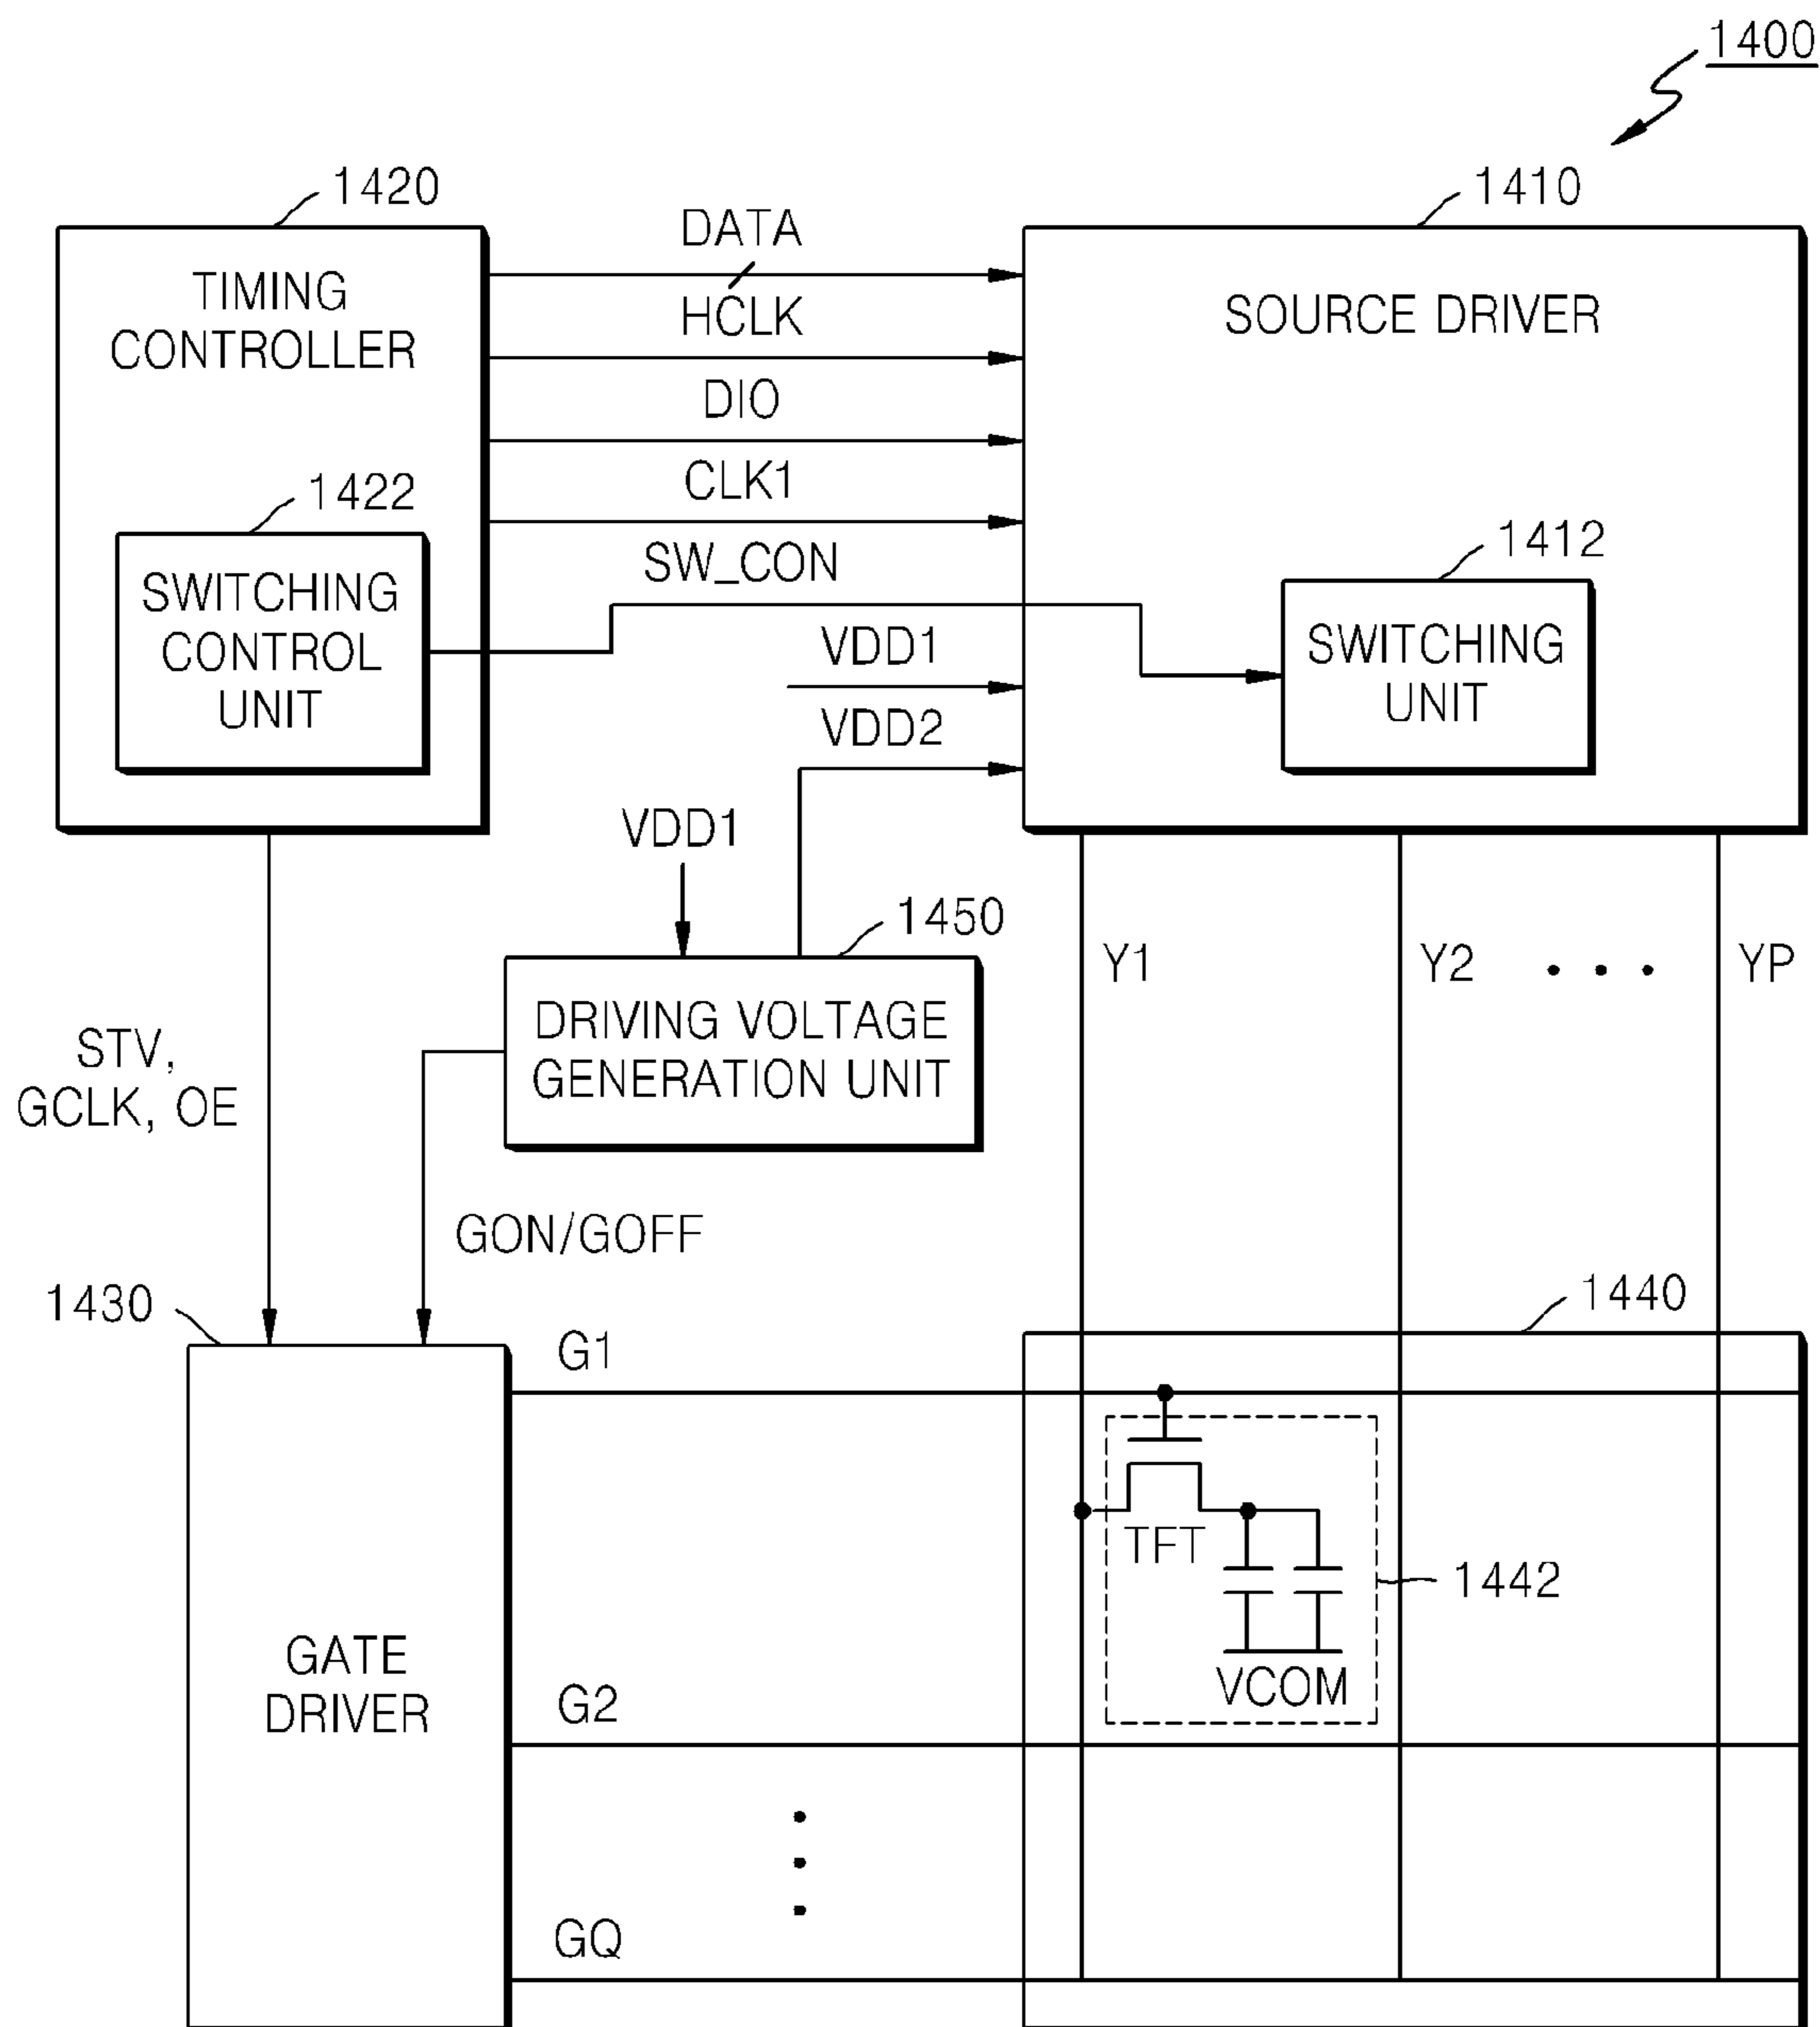 1400
1420
1410
TIMING
CONTROLLER
DATA
HCLK
DIO
CLK1
SW_CON
SOURCE DRIVER
1422
SWITCHING
CONTROL
UNIT
1412
SWITCHING
UNIT
VDD1
VDD2
VDD1
1450
DRIVING VOLTAGE
GENERATION UNIT
Y1
Y2
• • •
YP
STV,
GCLK, OE
GON/GOFF
1430
1440
GATE
DRIVER
G1
TFT
1442
VCOM
G2
GQ